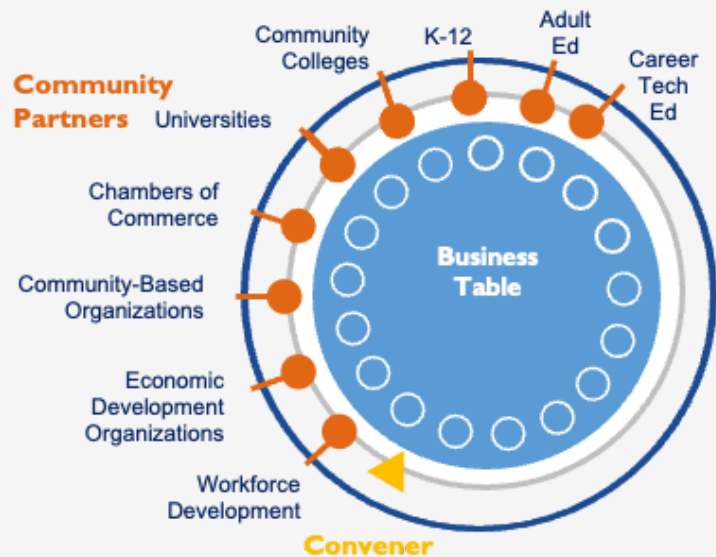 Community
Partners
Universities
Community
Colleges
K-12
Adult
Ed
Career
Tech
Ed
Chambers of
Commerce
Community-Based
Organizations
Economic
Development
Organizations
Workforce
Development
Convener
Business
Table